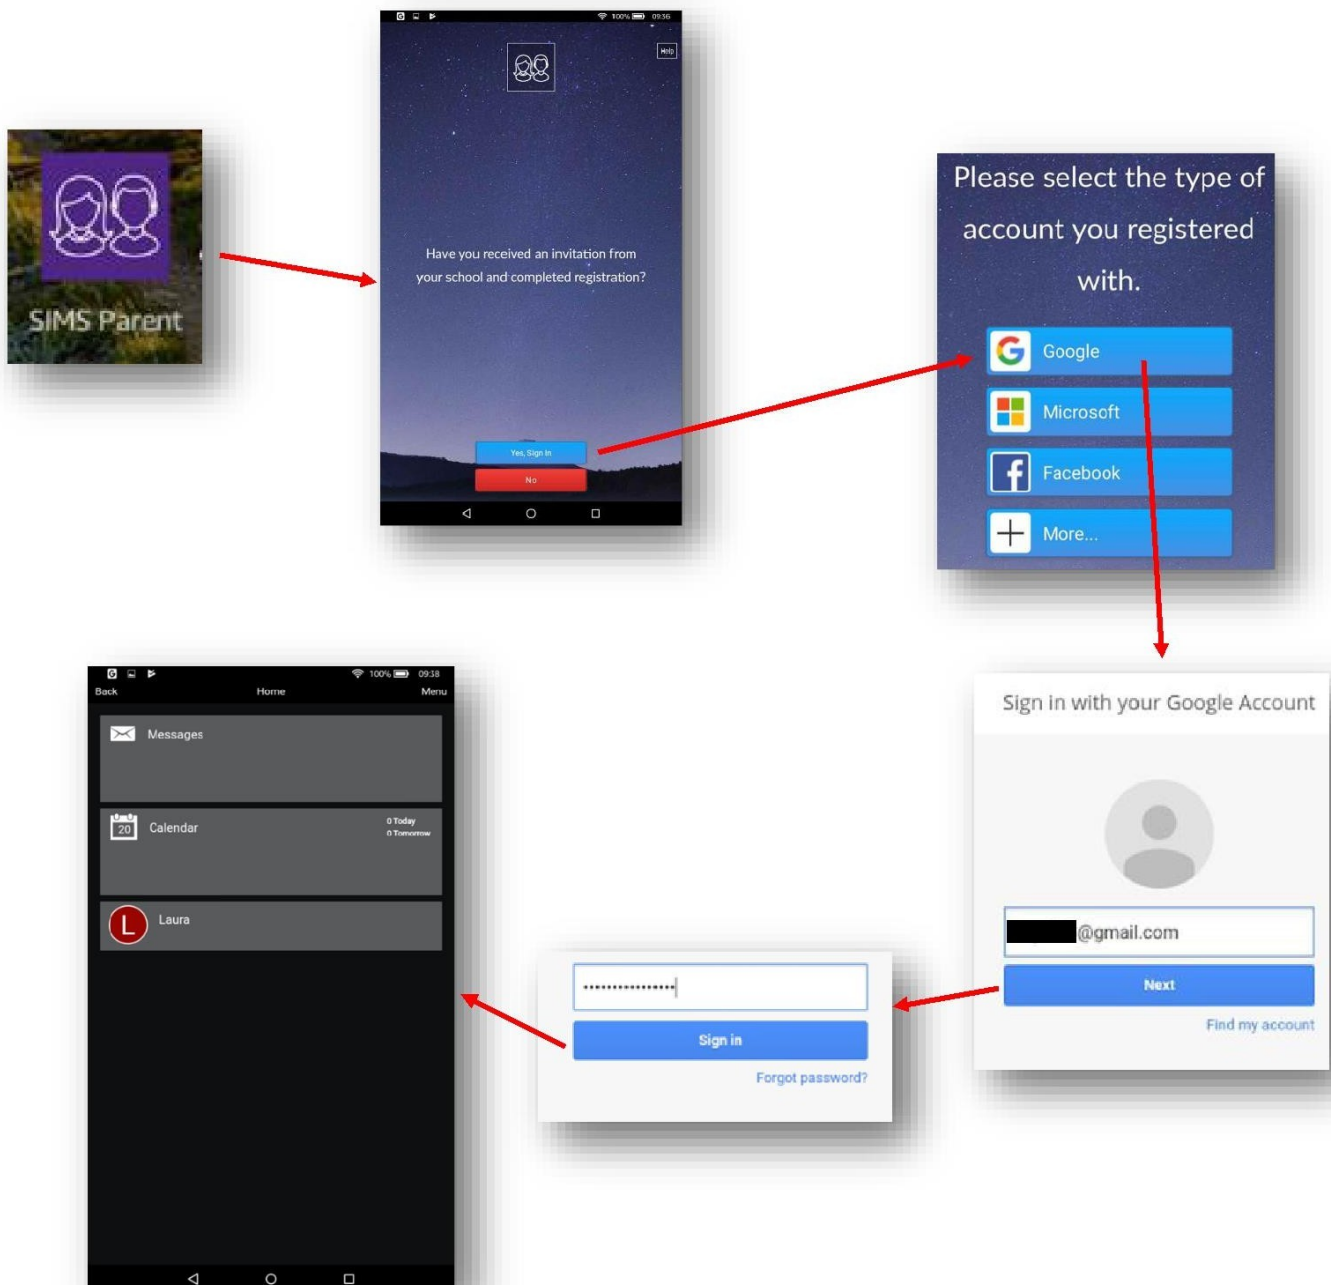 SIMS Parent
100% 09:36
Help
Have you received an invitation from
your school and completed registration?
Yes, Sign In
No
Please select the type of
account you registered
with.
Google
Microsoft
Facebook
More...
Sign in with your Google Account
@gmail.com
Next
Find my account
Sign in
Forgot password?
100% 09:38
Back Home Menu
Messages
20 Calendar 0 Today
0 Tomorrow
L Laura